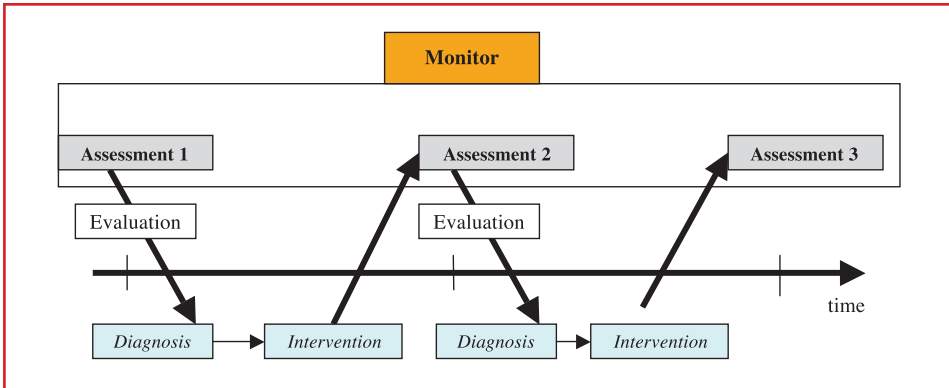 Monitor
Assessment 1
Assessment 2
Assessment 3
Evaluation
Evaluation
time
Diagnosis
Intervention
Diagnosis
Intervention